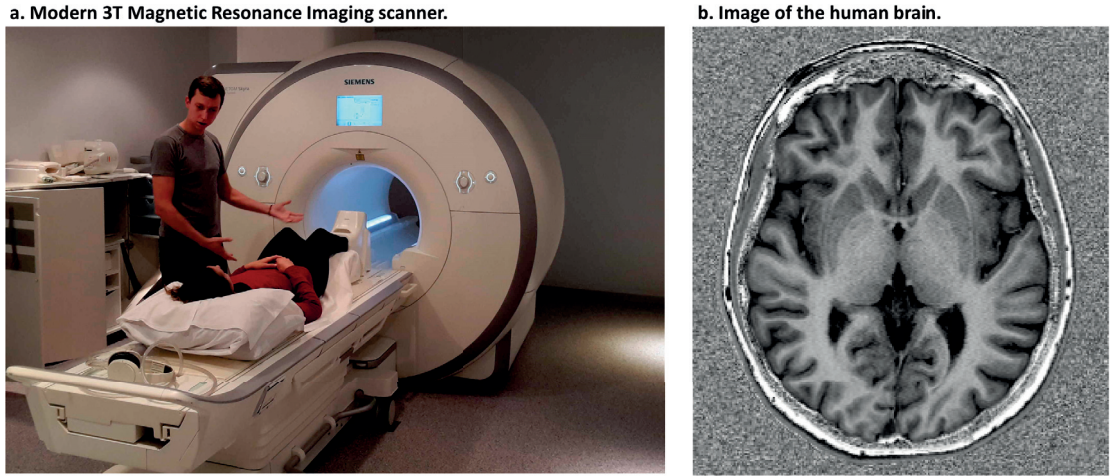 a. Modern 3T Magnetic Resonance Imaging scanner.
b. Image of the human brain.
SIEMENS